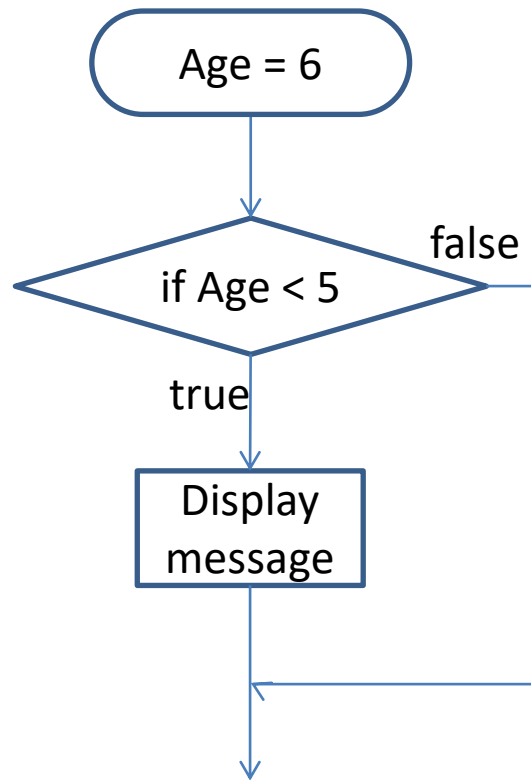 Age = 6
false
if Age < 5
true
Display
message